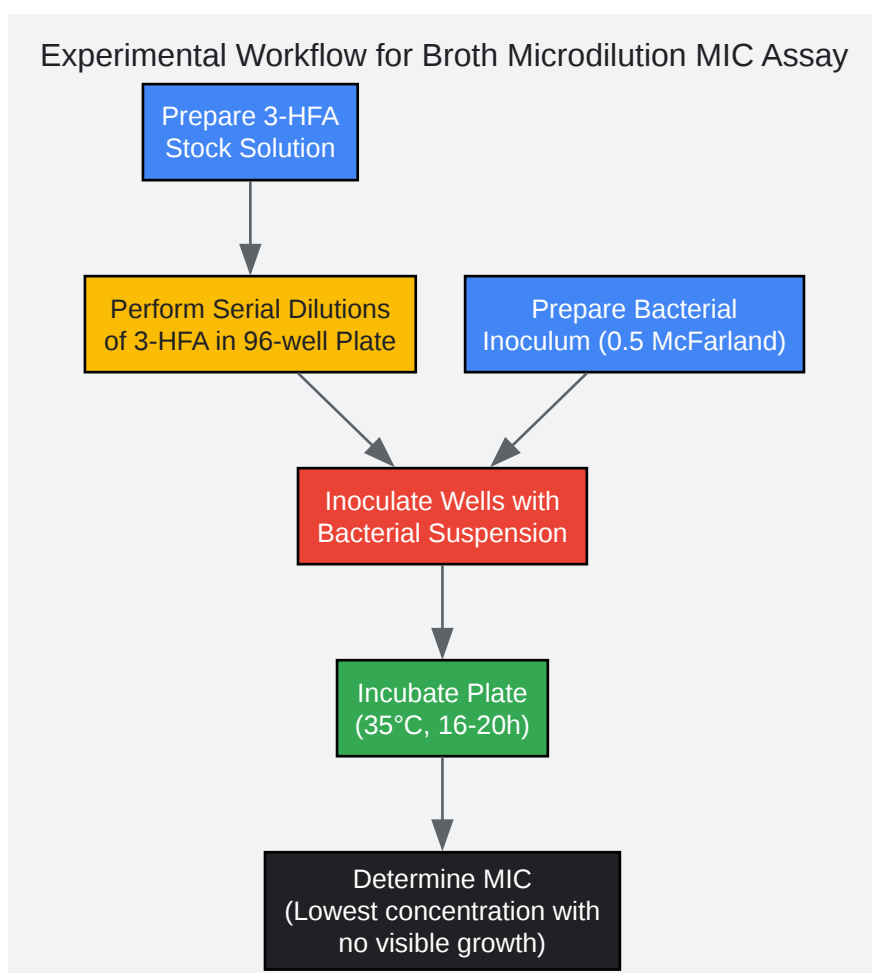 Experimental Workflow for Broth Microdilution MIC Assay
Prepare 3-HFA
Stock Solution
Perform Serial Dilutions
of 3-HFA in 96-well Plate
Prepare Bacterial
Inoculum (0.5 McFarland)
Inoculate Wells with
Bacterial Suspension
Incubate Plate
(35°C, 16-20h)
Determine MIC
(Lowest concentration with
no visible growth)